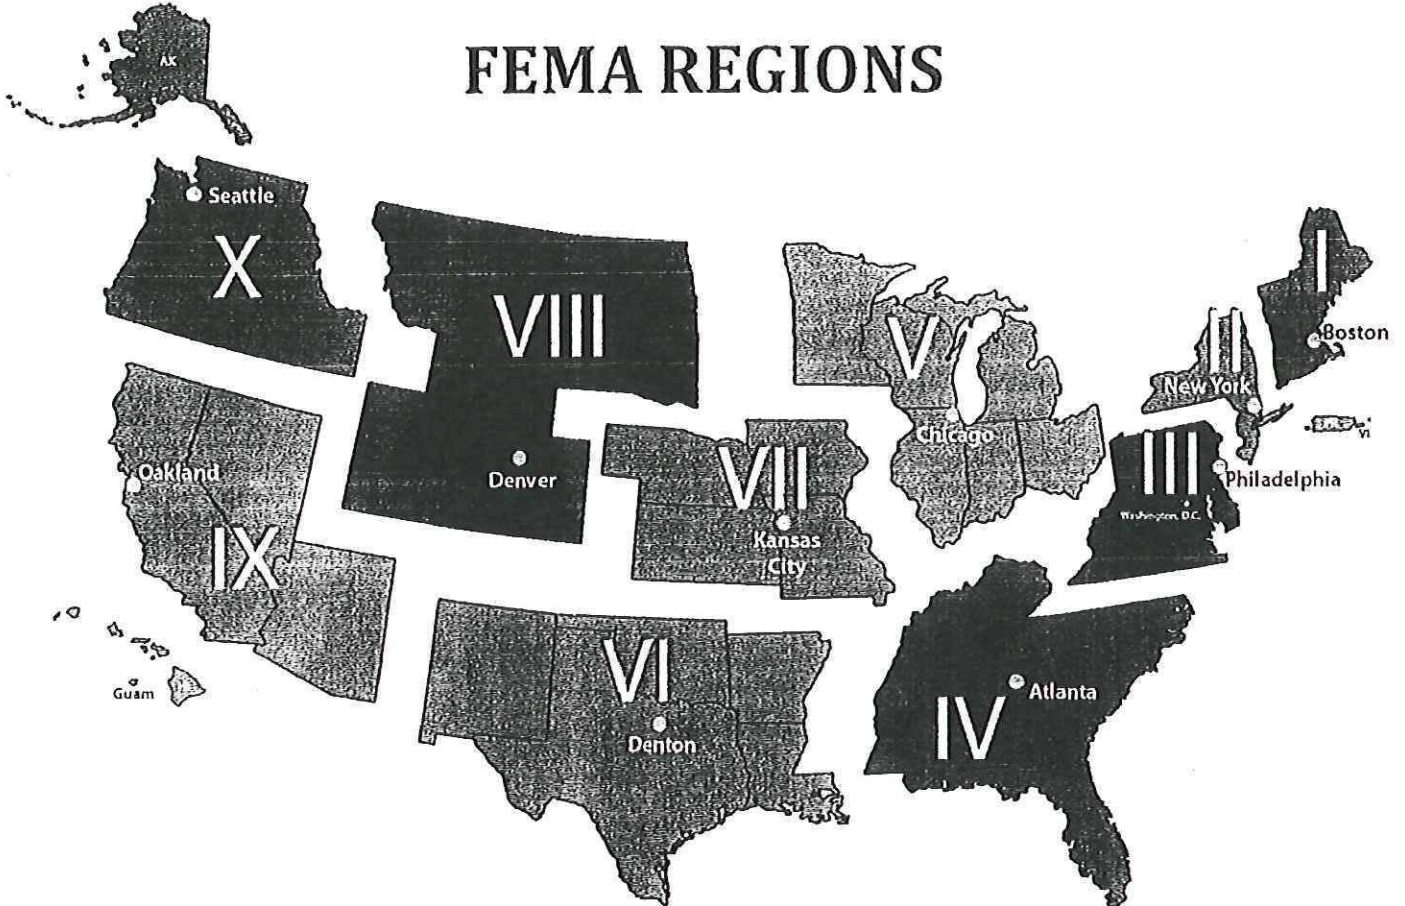 FEMA REGIONS
AK
Seattle
X
VIII
I
II
V
Boston
New York
Chicago
VI
III
Oakland
Denver
VII
Philadelphia
Washington, D.C.
Kansas
City
IX
VI
Guam
Atlanta
IV
Denton